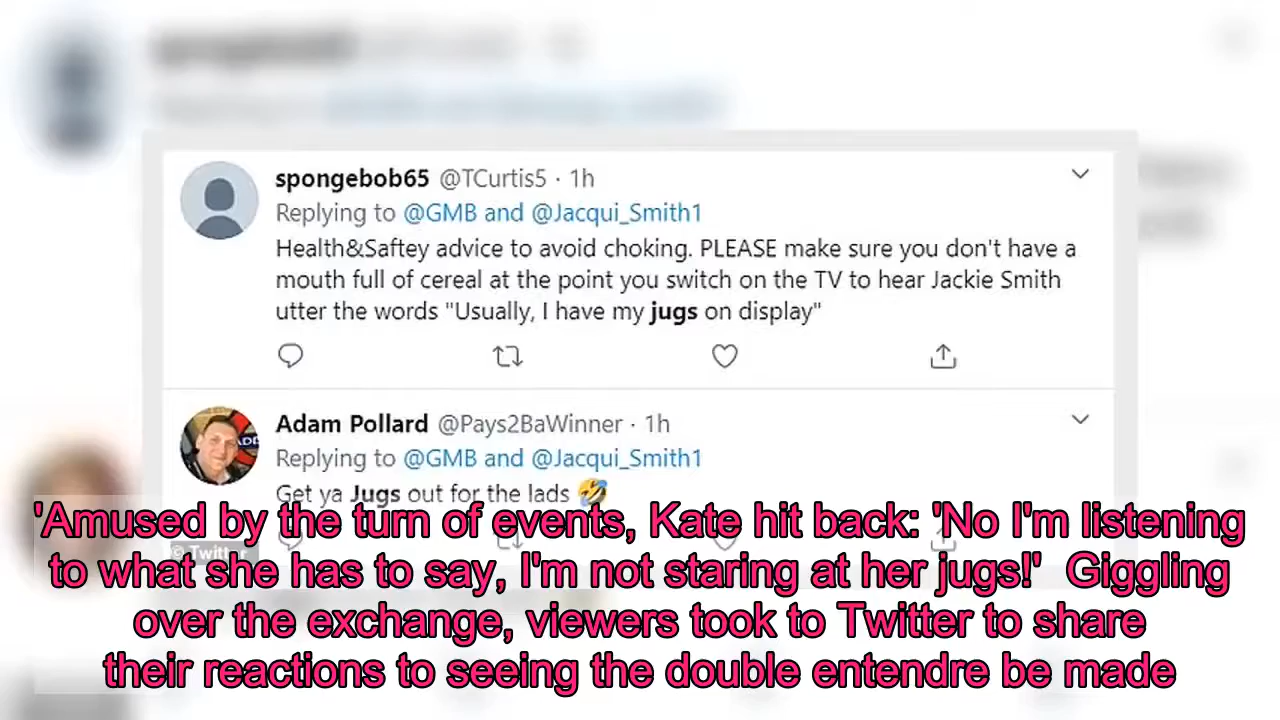 spongebob65 @TCurtis5 · 1h
Replying to @GMB and @Jacqui_Smith1
Health&Saftey advice to avoid choking. PLEASE make sure you don't have a
mouth full of cereal at the point you switch on the TV to hear Jackie Smith
utter the words "Usually, I have my jugs on display"
Adam Pollard @Pays2BaWinner · 1h
Replying to @GMB and @Jacqui_Smith1
Get ya Jugs out for the lads 🤣
© Twitter
'Amused by the turn of events, Kate hit back: 'No I'm listening
to what she has to say, I'm not staring at her jugs!'  Giggling
over the exchange, viewers took to Twitter to share
their reactions to seeing the double entendre be made